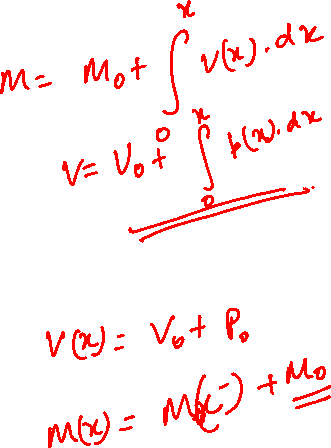 M = M₀ + ∫₀ˣ V(x).dx
V = V₀ + ∫₀ˣ p(x).dx
V(x) = V₀ + P₀
M(x) = M(x⁻) + M₀